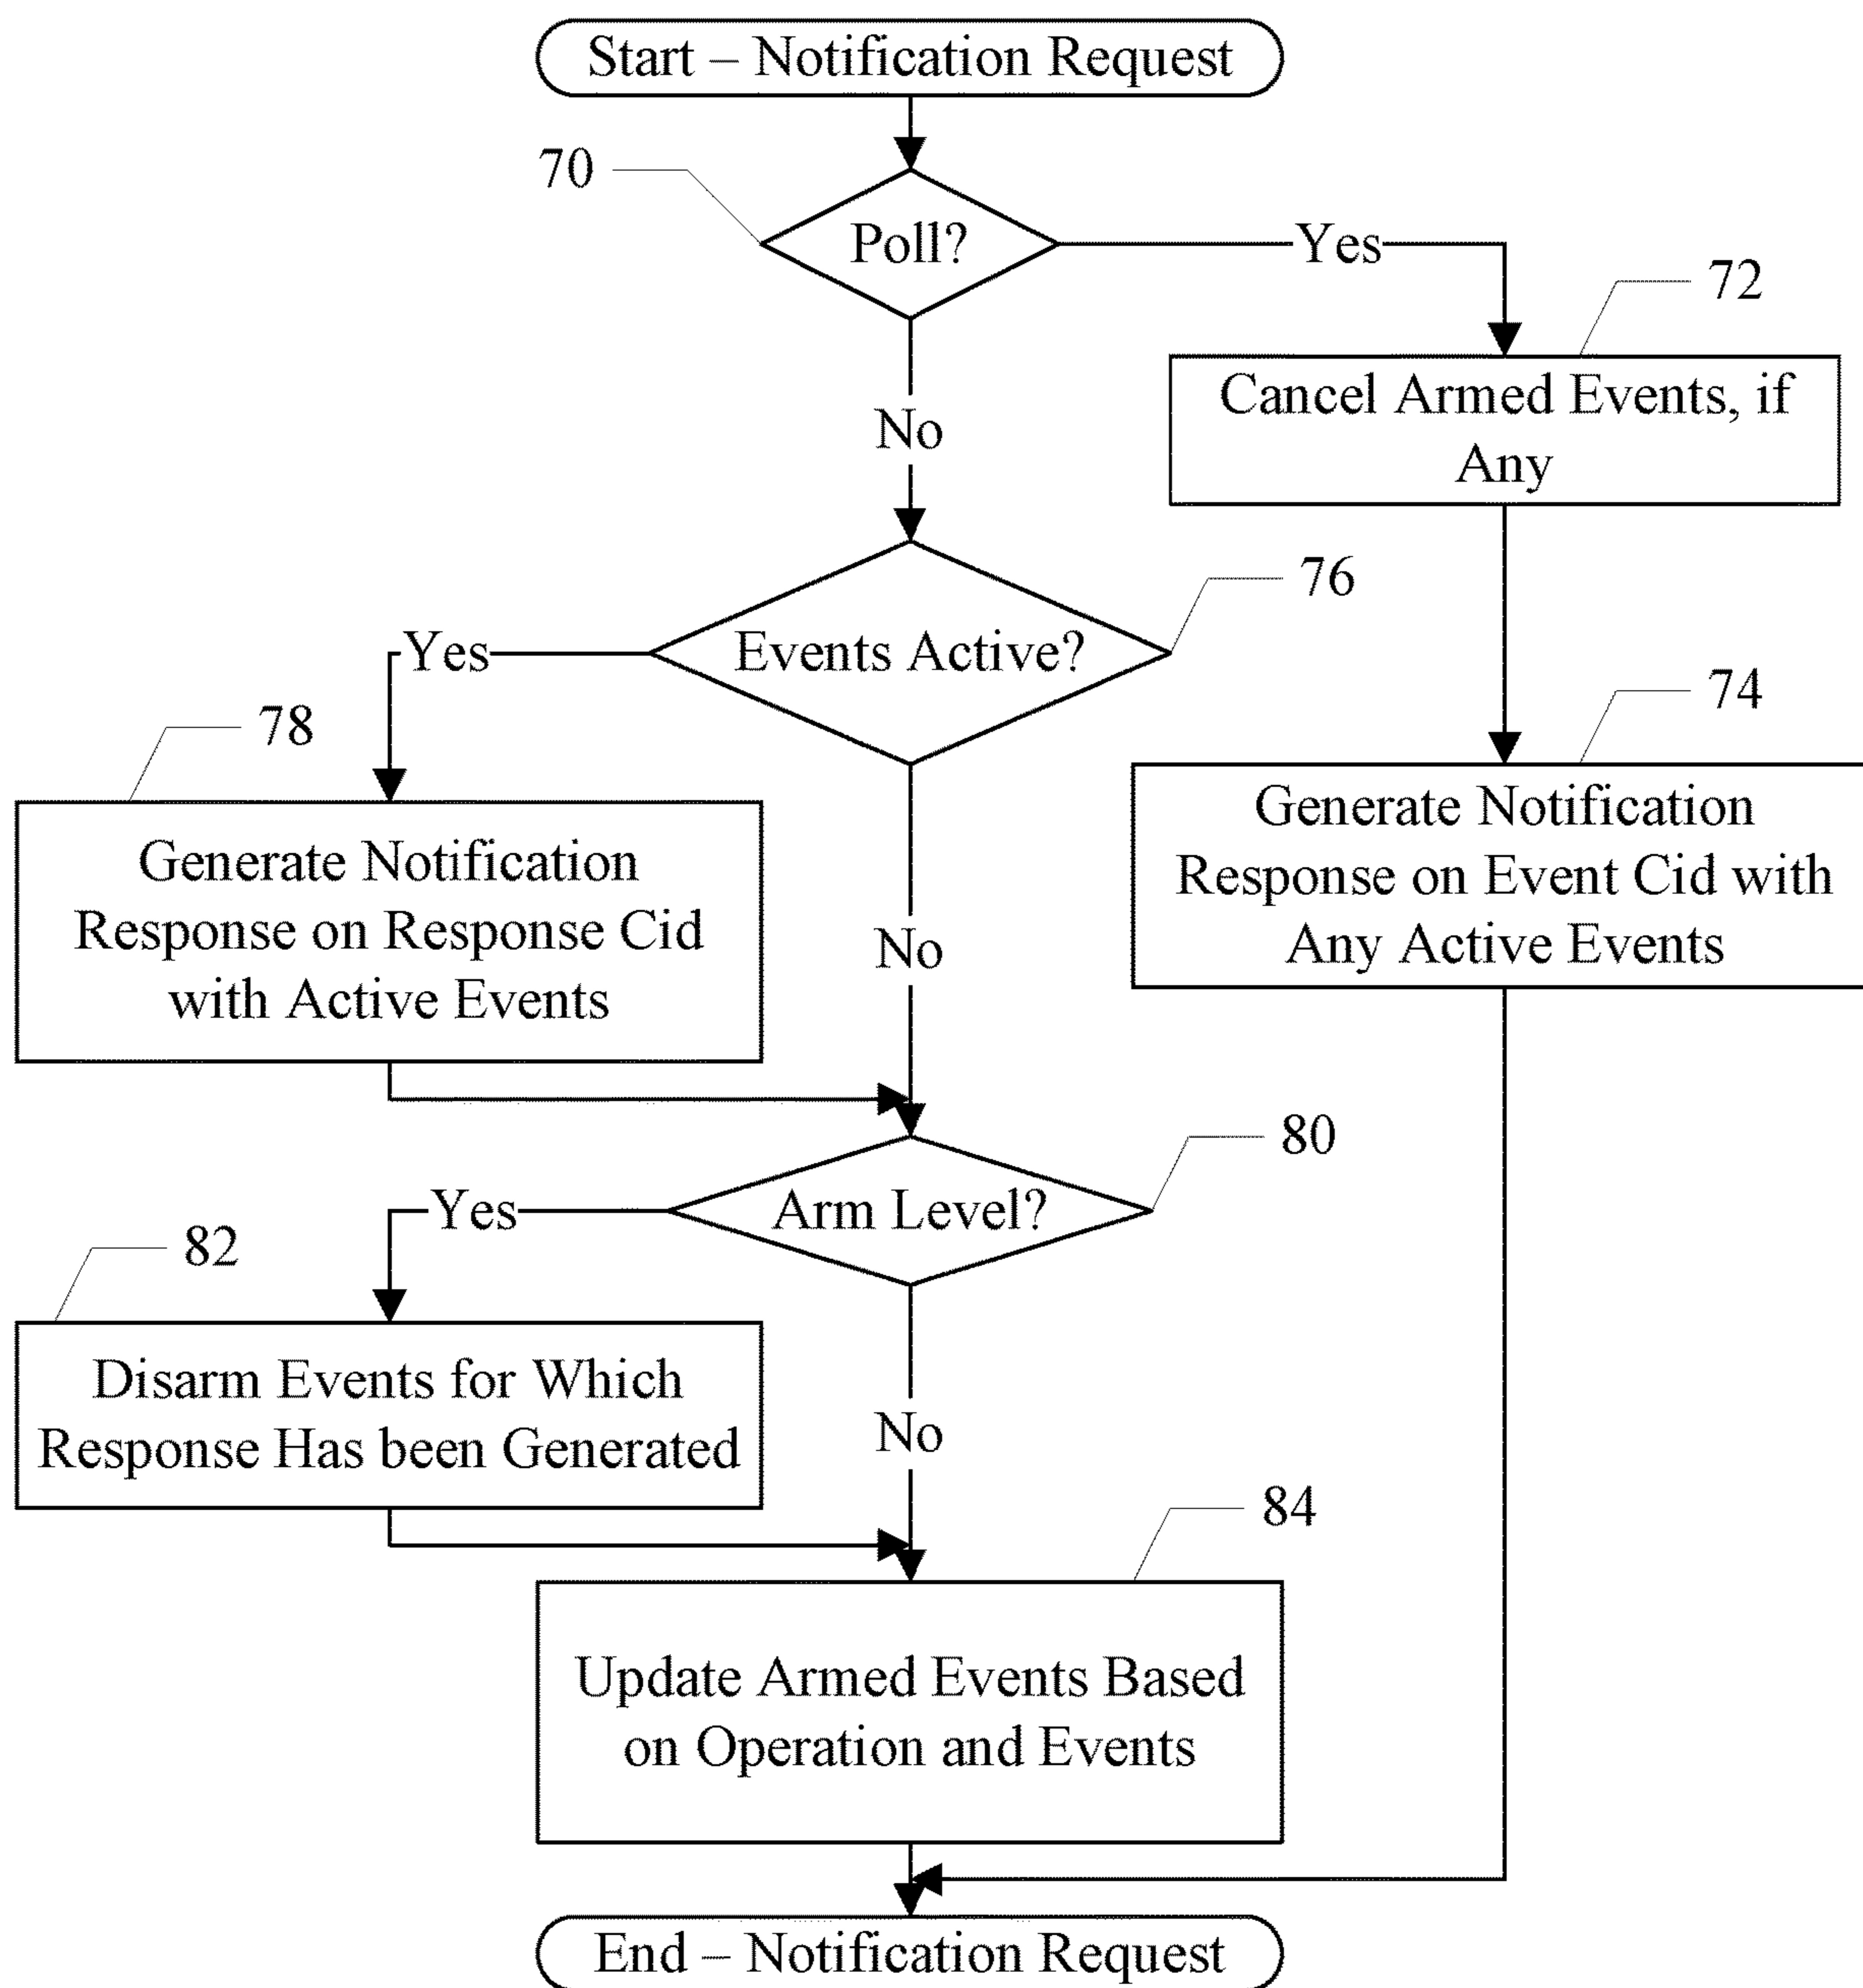 Start – Notification Request
70
Poll?
Yes
72
Cancel Armed Events, if
Any
No
76
Events Active?
Yes
78
74
Generate Notification
Response on Event Cid with
Any Active Events
Generate Notification
Response on Response Cid
with Active Events
No
80
Arm Level?
Yes
82
Disarm Events for Which
Response Has been Generated
No
84
Update Armed Events Based
on Operation and Events
End – Notification Request